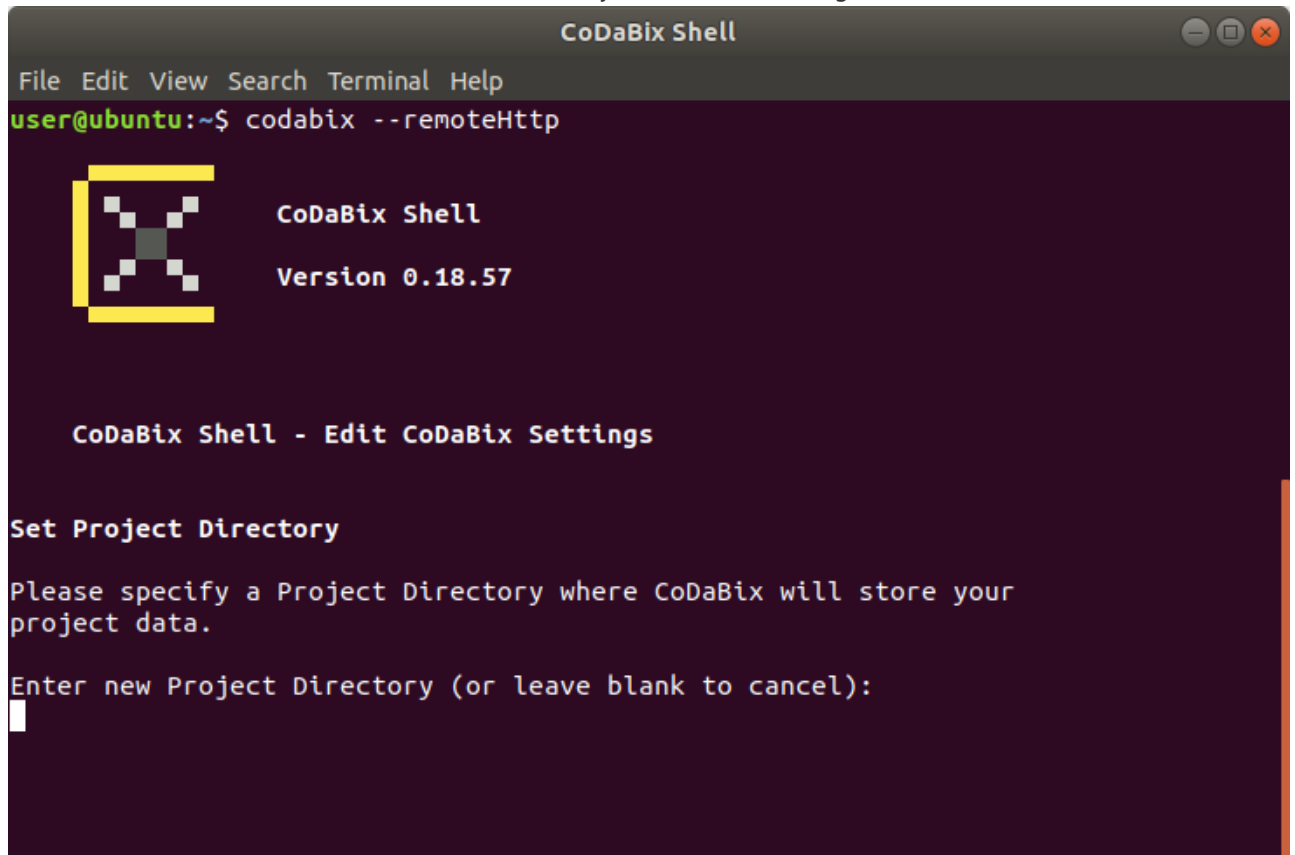 CoDaBix Shell
File Edit View Search Terminal Help
user@ubuntu:~$ codabix --remoteHttp
CoDaBix Shell
Version 0.18.57
CoDaBix Shell - Edit CoDaBix Settings
Set Project Directory
Please specify a Project Directory where CoDaBix will store your
project data.
Enter new Project Directory (or leave blank to cancel):